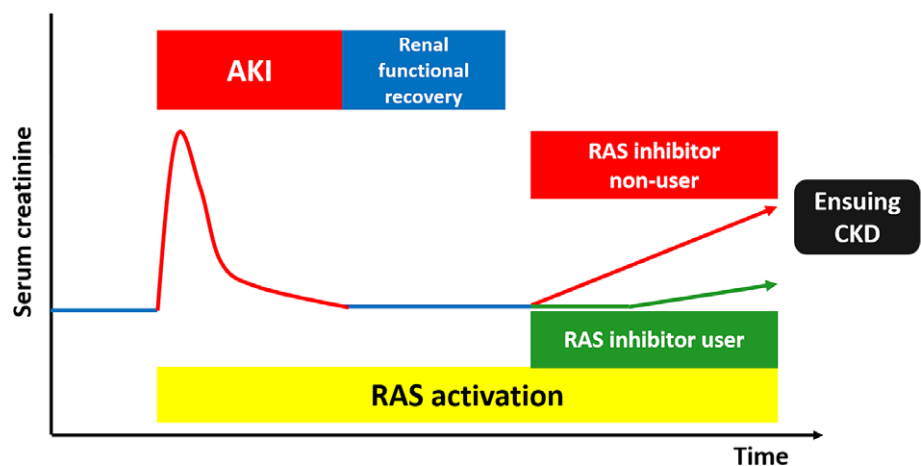 AKI
Renal
functional
recovery
Serum creatinine
RAS inhibitor
non-user
Ensuing
CKD
RAS inhibitor user
RAS activation
Time